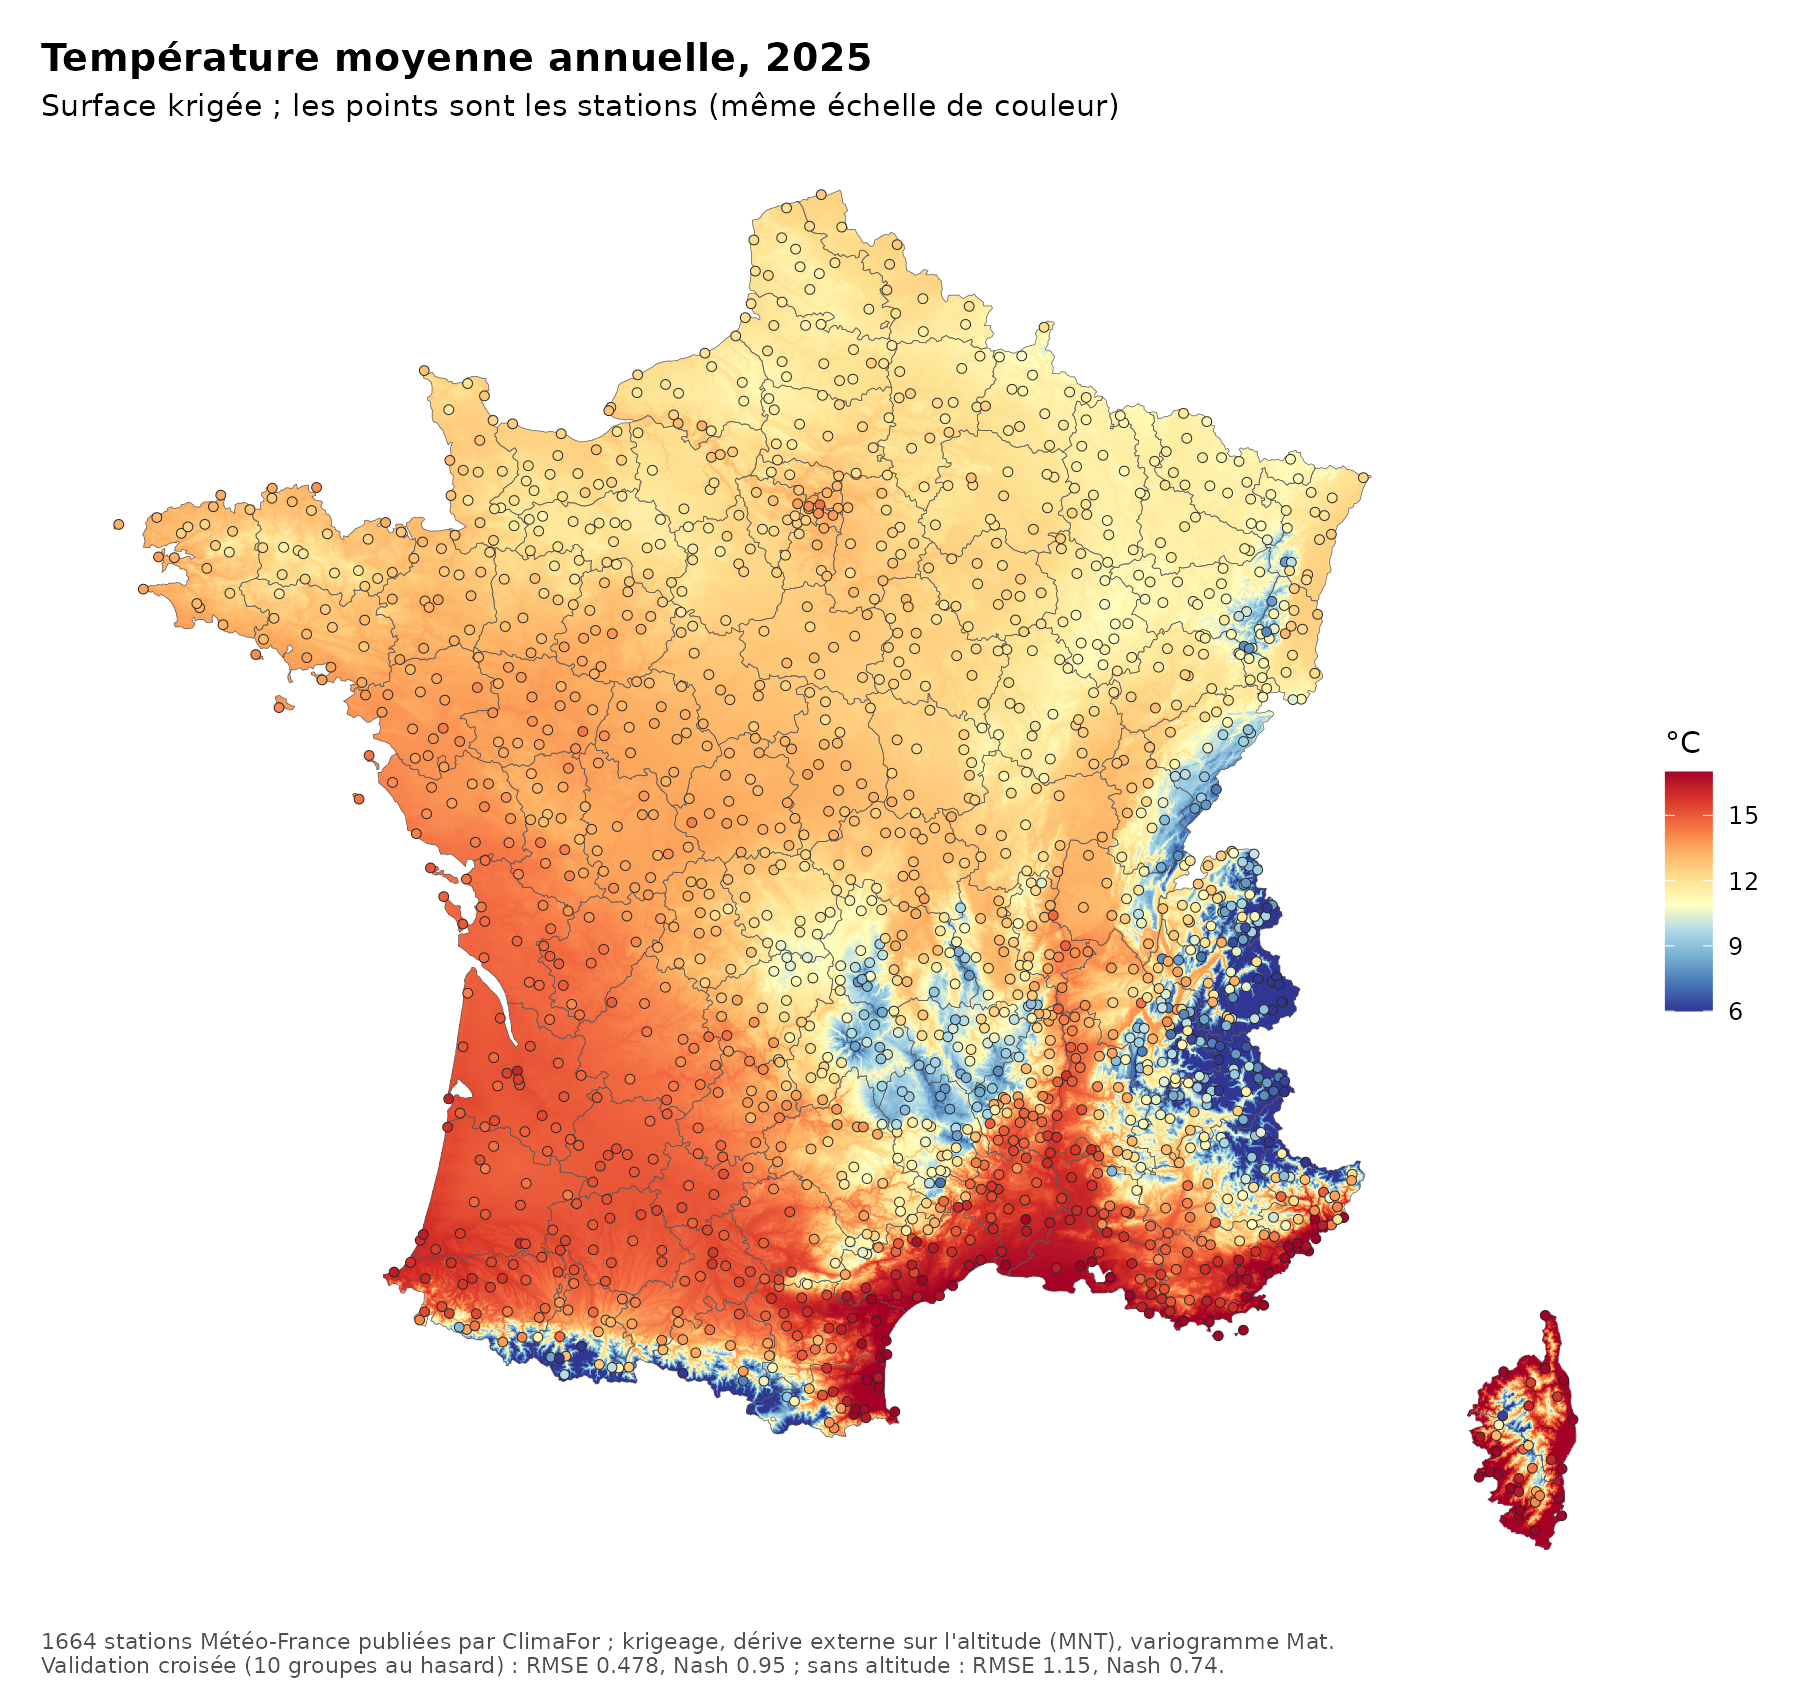 Température moyenne annuelle, 2025
Surface krigée ; les points sont les stations (même échelle de couleur)
°C
15
12
9
6
1664 stations Météo-France publiées par ClimaFor ; krigeage, dérive externe sur l'altitude (MNT), variogramme Mat.
Validation croisée (10 groupes au hasard) : RMSE 0.478, Nash 0.95 ; sans altitude : RMSE 1.15, Nash 0.74.